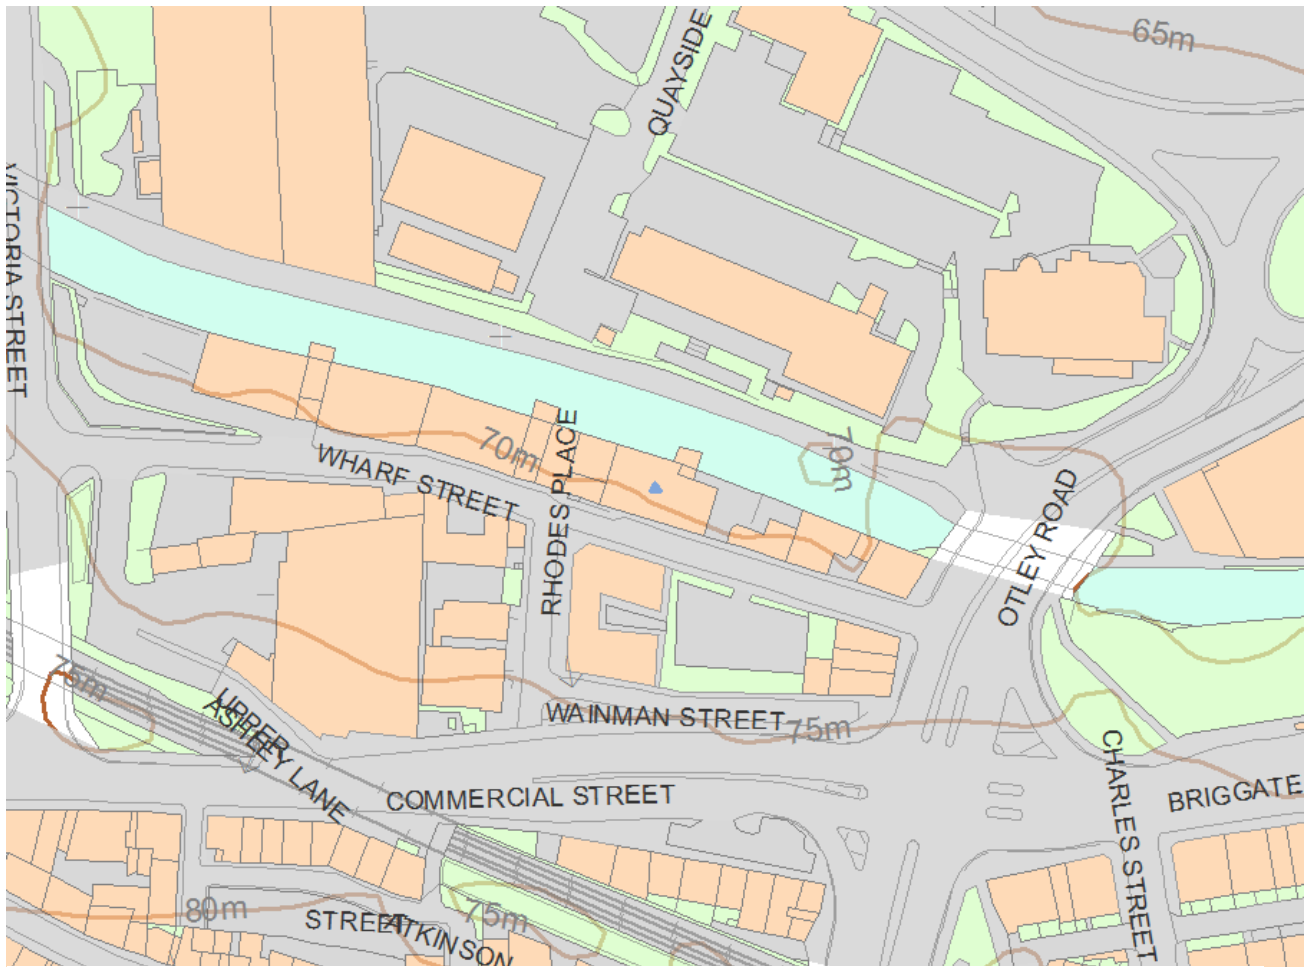 65m
QUAYSIDE
VICTORIA STREET
70m
RHODES PLACE
WHARF STREET
70m
OTLEY ROAD
75m
UPPER
ASHLEY LANE
WAINMAN STREET
75m
COMMERCIAL STREET
CHARLES STREET
BRIGGATE
80m
STREET
ATKINSON
75m